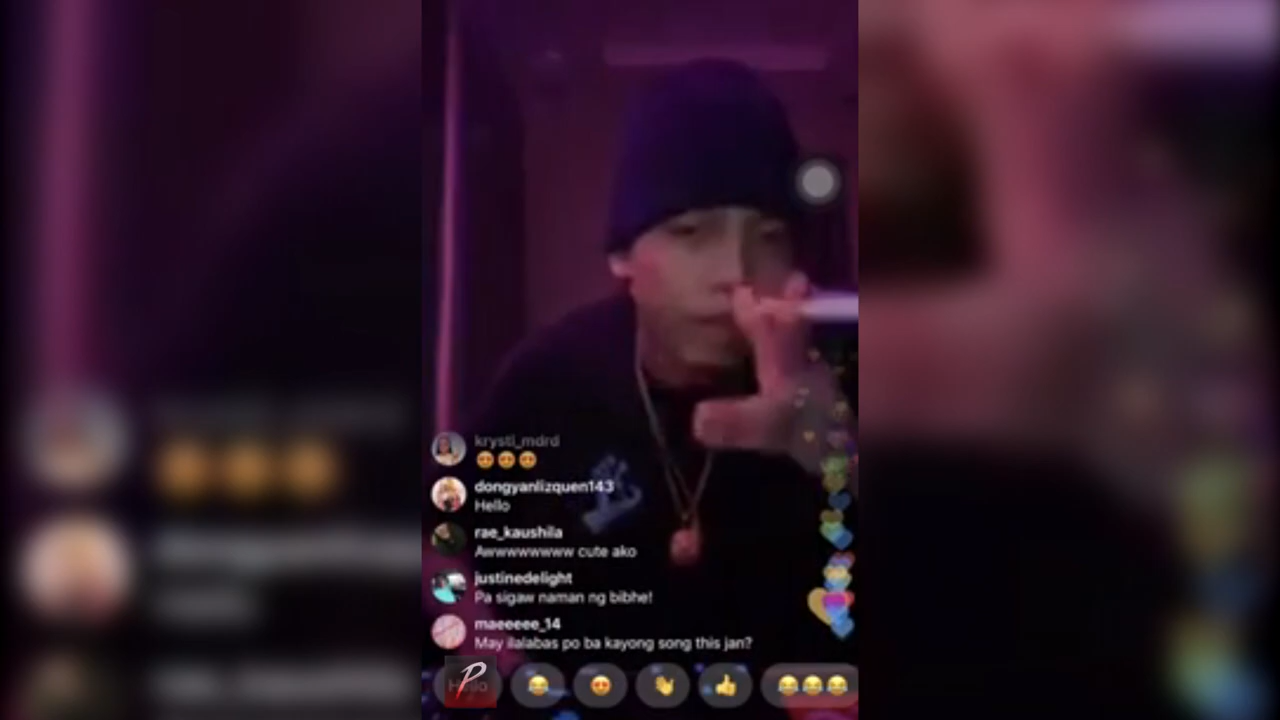 krysti_mdrd
😍😍😍
dongyanlizquen143
Hello
rae_kaushila
Awwwwwwww cute ako
justinedelight
Pa sigaw naman ng bibhe!
maeeeee_14
May ilalabas po ba kayong song this jan?
Hello
P
😂 😍 👋 👍 😂😂😂